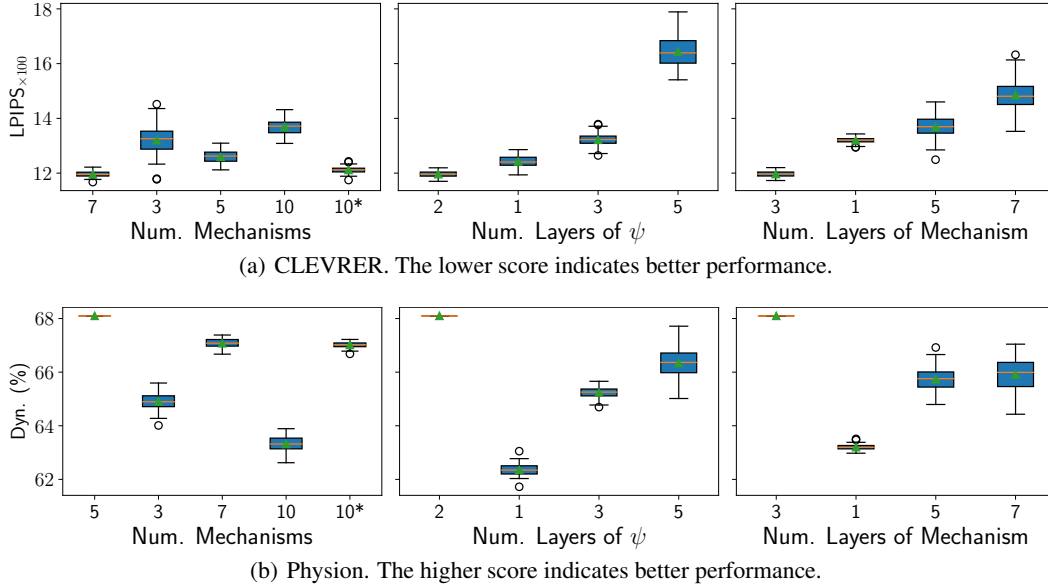 18
16
14
12
LPIPS×100
7 3 5 10 10*
Num. Mechanisms
2 1 3 5
Num. Layers of ψ
3 1 5 7
Num. Layers of Mechanism
(a) CLEVRER. The lower score indicates better performance.
68
66
64
62
Dyn. (%)
5 3 7 10 10*
Num. Mechanisms
2 1 3 5
Num. Layers of ψ
3 1 5 7
Num. Layers of Mechanism
(b) Physion. The higher score indicates better performance.